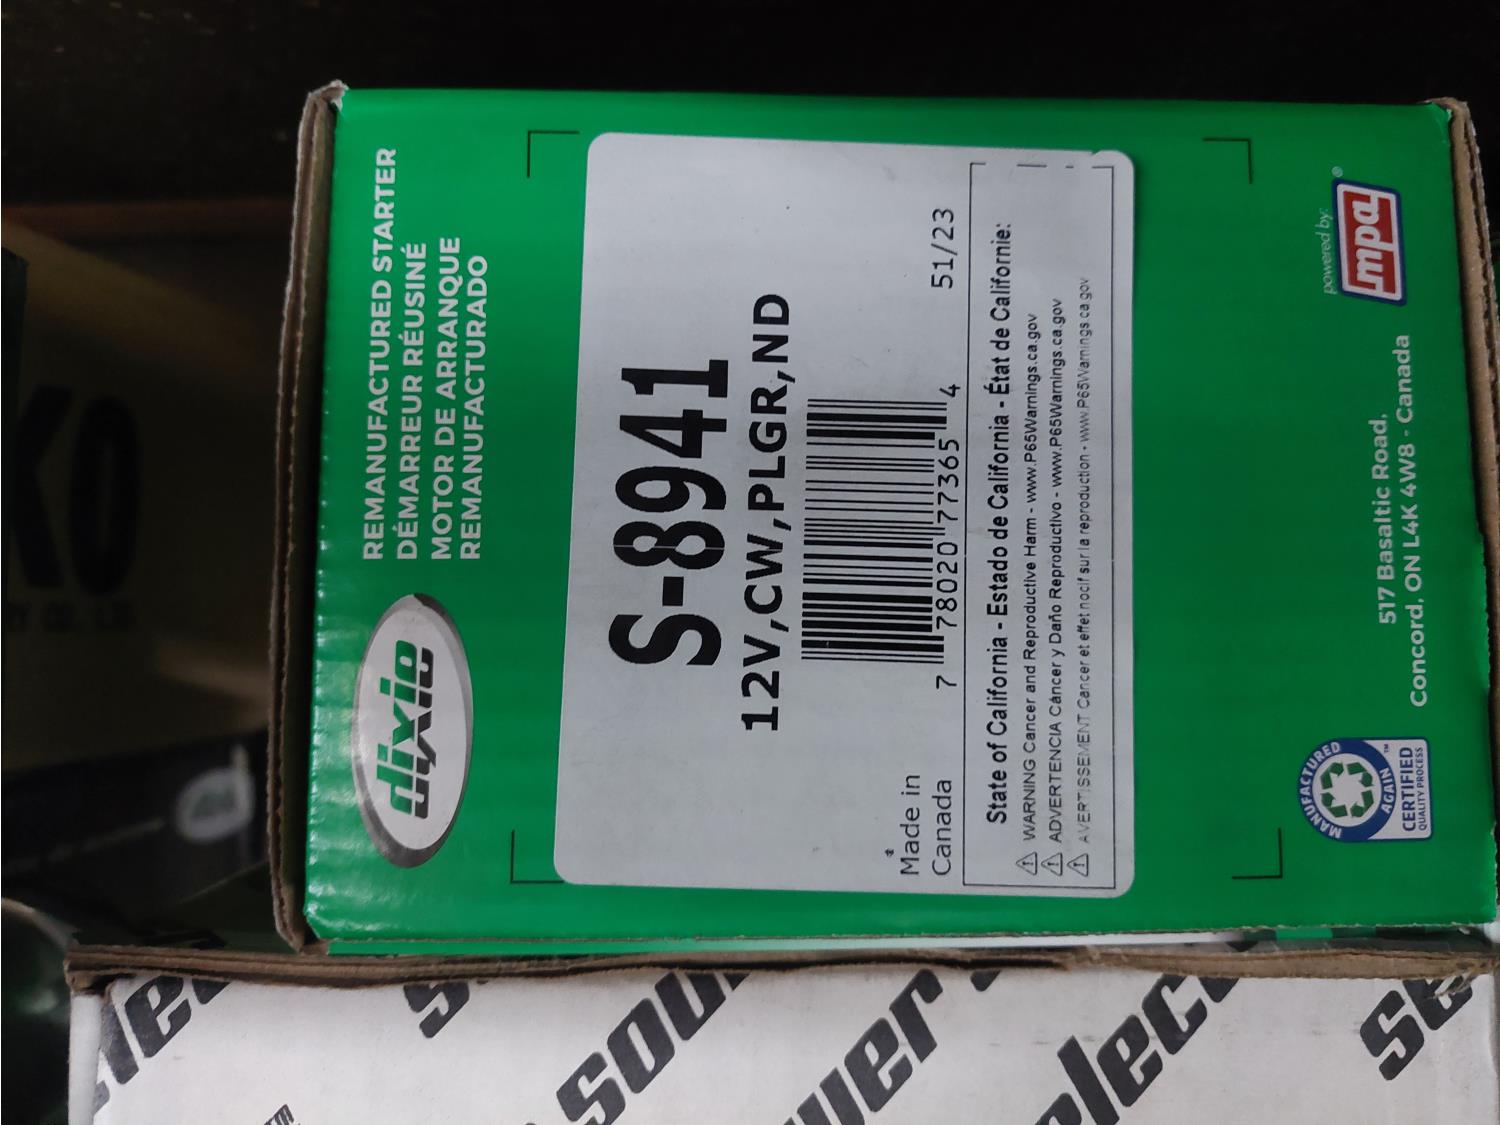 dixie
REMANUFACTURED STARTER
DÉMARREUR RÉUSINÉ
MOTOR DE ARRANQUE
REMANUFACTURADO
S-8941
12V,CW,PLGR,ND
7 78020 77365 4
Made in
Canada
51/23
State of California - Estado de California - État de Californie:
WARNING Cancer and Reproductive Harm - www.P65Warnings.ca.gov
ADVERTENCIA Cáncer y Daño Reproductivo - www.P65Warnings.ca.gov
AVERTISSEMENT Cancer et effet nocif sur la reproduction - www.P65Warnings.ca.gov
MANUFACTURED
AGAIN™
CERTIFIED
QUALITY PROCESS
517 Basaltic Road,
Concord, ON L4K 4W8 - Canada
powered by:
mpa®
KO